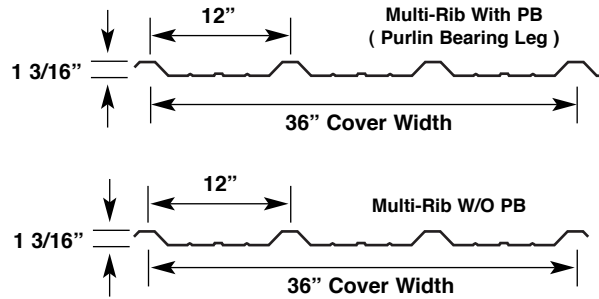 12”
Multi-Rib With PB
( Purlin Bearing Leg )
1 3/16”
36” Cover Width
12”
Multi-Rib W/O PB
1 3/16”
36” Cover Width